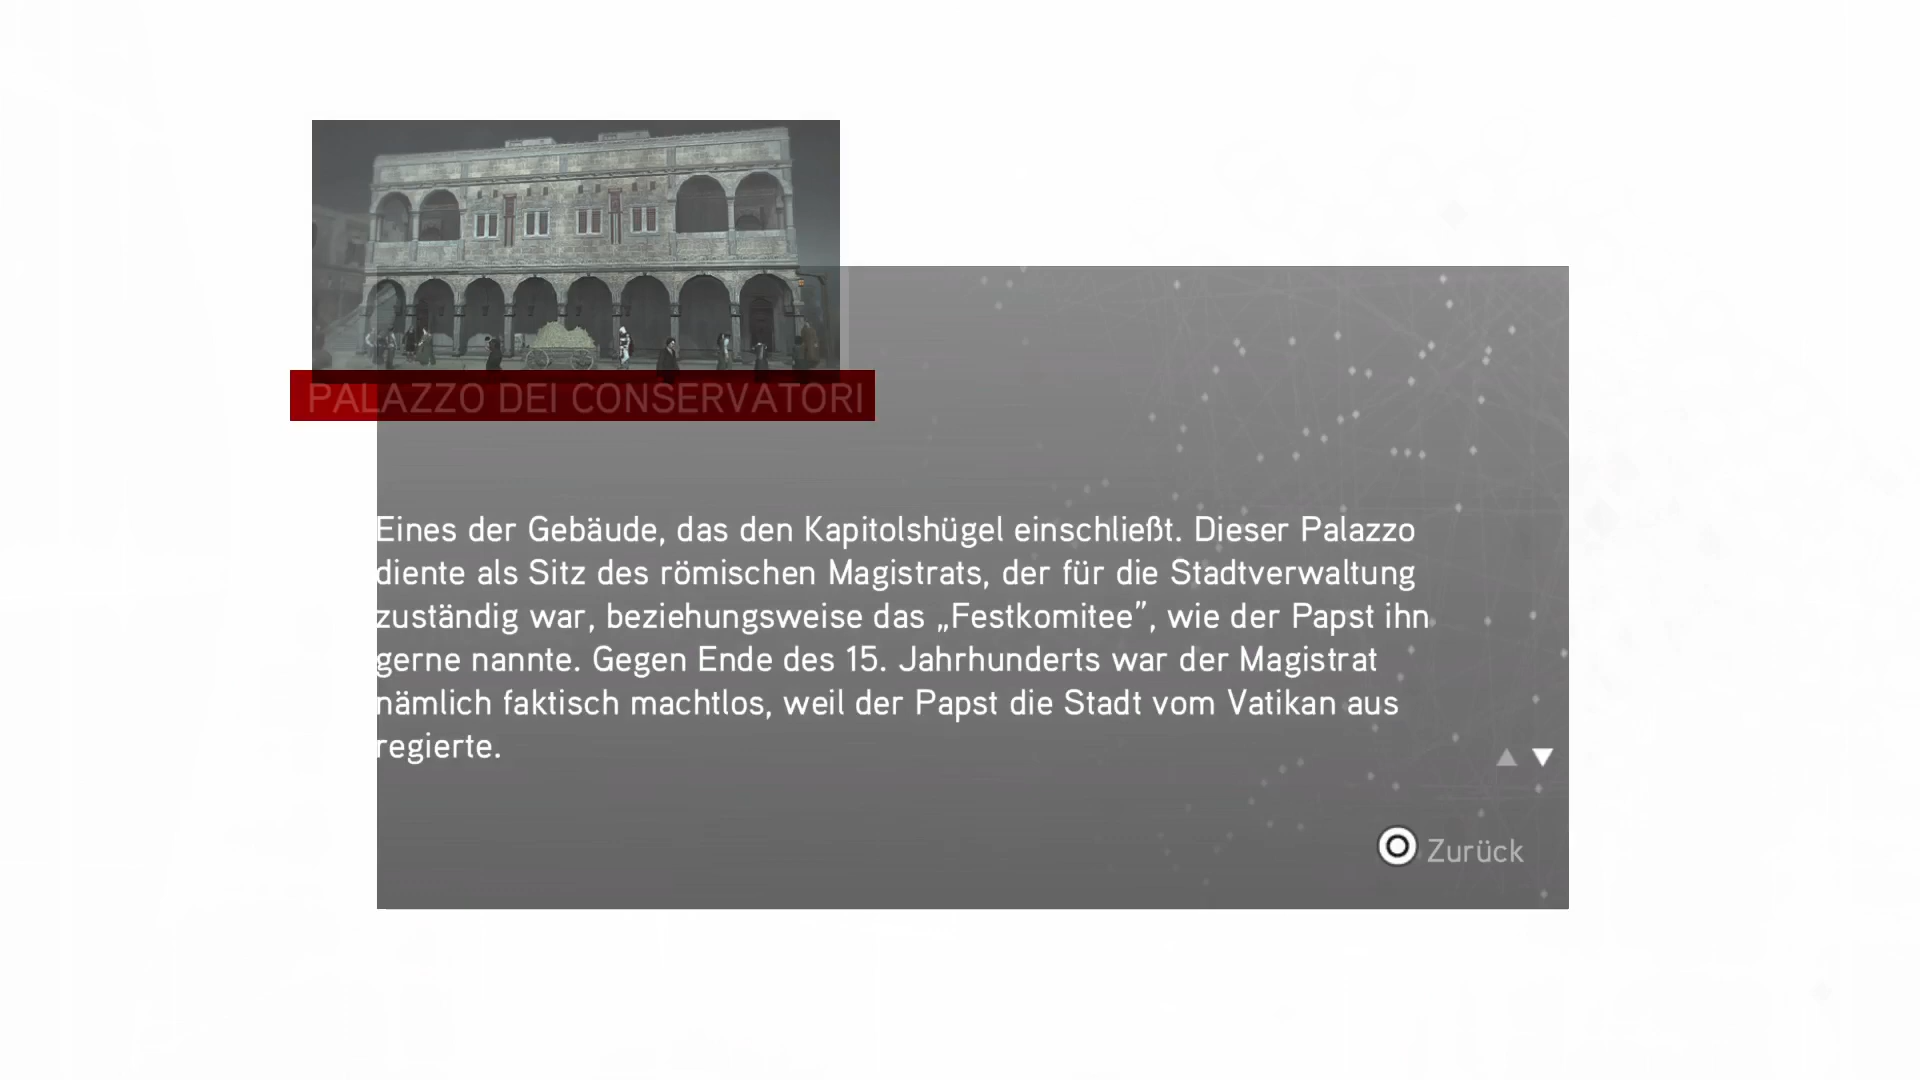 PALAZZO DEI CONSERVATORI
Eines der Gebäude, das den Kapitolshügel einschließt. Dieser Palazzo
diente als Sitz des römischen Magistrats, der für die Stadtverwaltung
zuständig war, beziehungsweise das „Festkomitee”, wie der Papst ihn
gerne nannte. Gegen Ende des 15. Jahrhunderts war der Magistrat
nämlich faktisch machtlos, weil der Papst die Stadt vom Vatikan aus
regierte.
Zurück